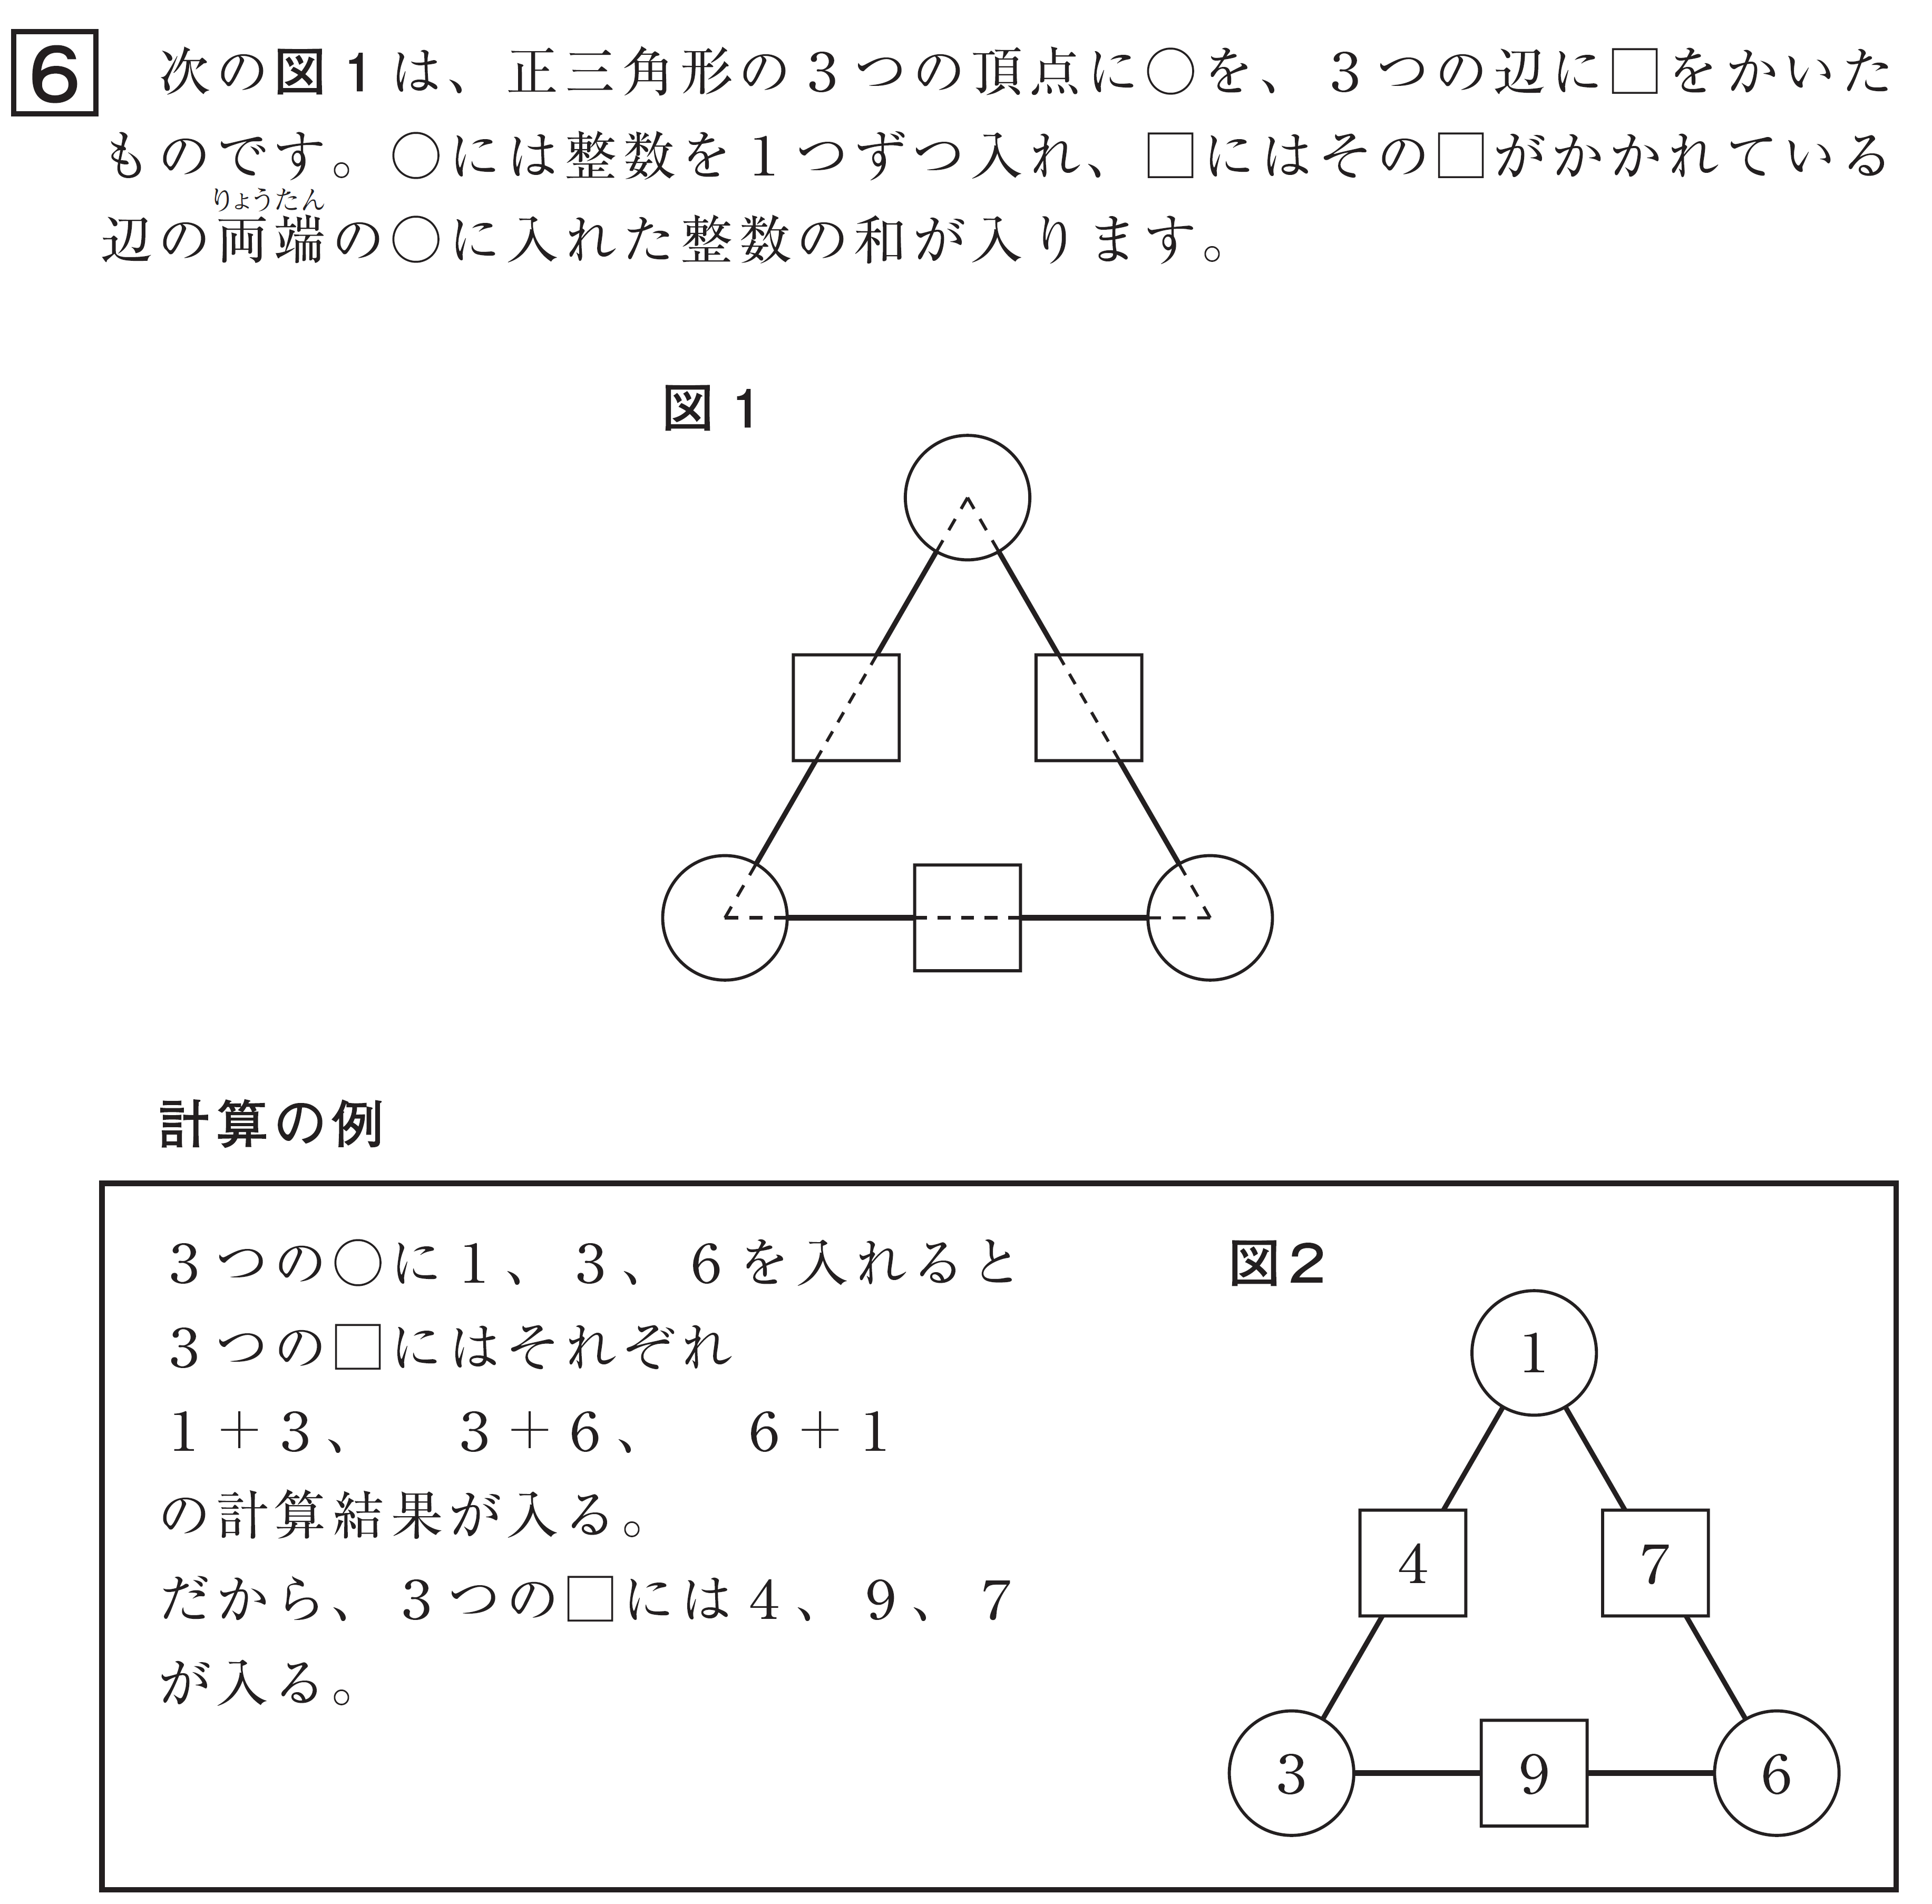 6 次の図1は、正三角形の3つの頂点に○を、3つの辺に□をかいた
ものです。○には整数を1つずつ入れ、□にはその□がかかれている
りょうたん
辺の両端の○に入れた整数の和が入ります。
図1
計算の例
3つの○に1、3、6を入れると
3つの□にはそれぞれ
1+3、 3+6、 6+1
の計算結果が入る。
だから、3つの□には4、9、7
が入る。
図2
1
4 7
3 9 6